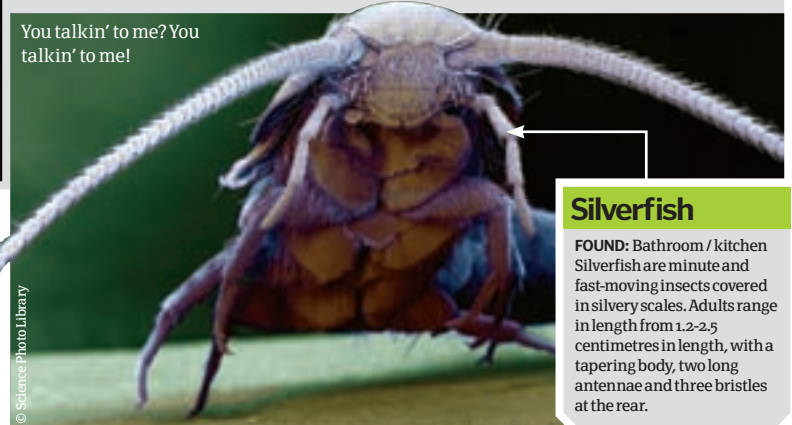 You talkin' to me? You
talkin' to me!
Silverfish
FOUND: Bathroom / kitchen
Silverfish are minute and
fast-moving insects covered
in silvery scales. Adults range
in length from 1.2-2.5
centimetres in length, with a
tapering body, two long
antennae and three bristles
at the rear.
© Science Photo Library